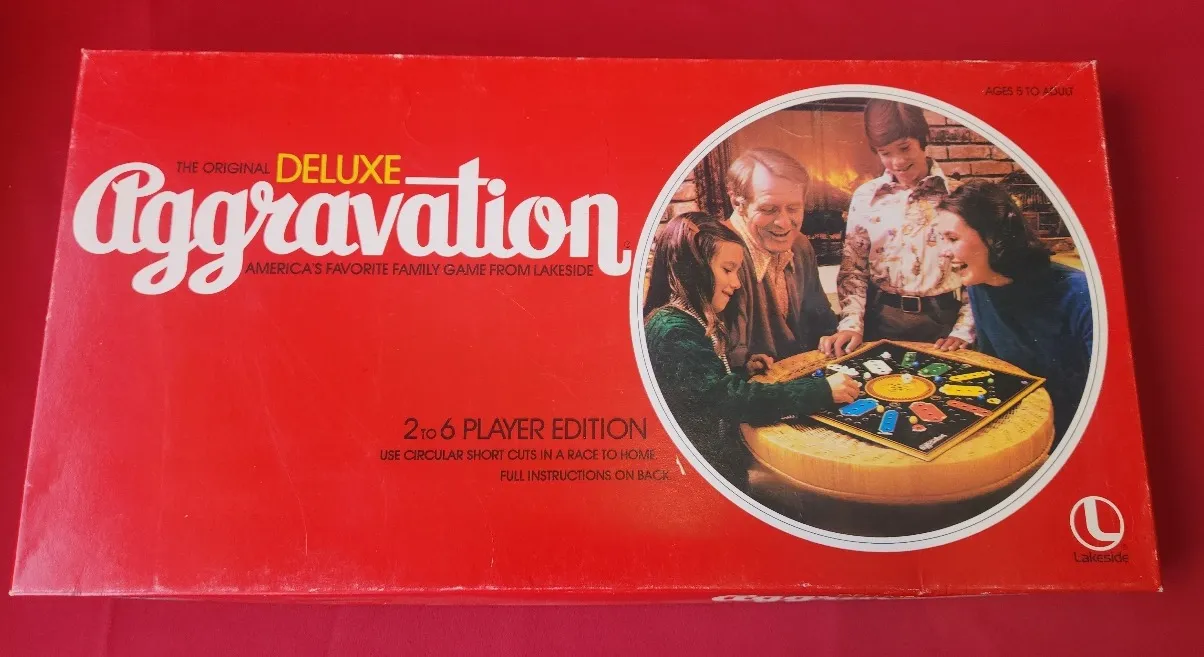 AGES 5 TO ADULT
THE ORIGINAL DELUXE
Aggravation
AMERICA'S FAVORITE FAMILY GAME FROM LAKESIDE
2 TO 6 PLAYER EDITION
USE CIRCULAR SHORT CUTS IN A RACE TO HOME.
FULL INSTRUCTIONS ON BACK.
L
Lakeside